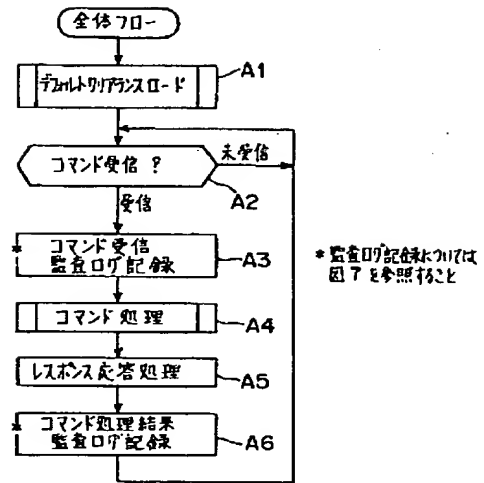 全体フロー
デフォルトクリアランスロード
A1
コマンド受信?
未受信
A2
受信
* コマンド受信
監査ログ記録
A3
* 監査ログ記録については
図7を参照すること
コマンド処理
A4
レスポンス応答処理
A5
* コマンド処理結果
監査ログ記録
A6